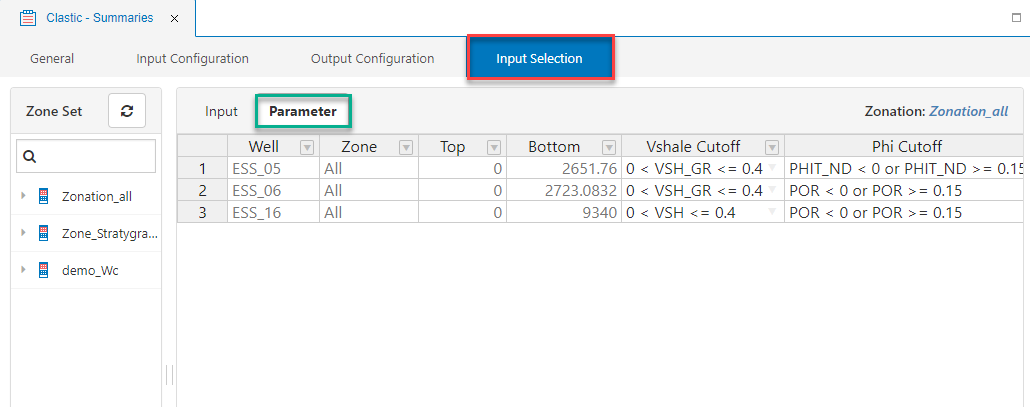 Clastic - Summaries
General Input Configuration Output Configuration Input Selection
Zone Set
Zonation_all
Zone_Stratygra...
demo_Wc
Input Parameter Zonation: Zonation_all
Well Zone Top Bottom Vshale Cutoff Phi Cutoff
1 ESS_05 All 0 2651.76 0 < VSH_GR <= 0.4 PHIT_ND < 0 or PHIT_ND >= 0.15
2 ESS_06 All 0 2723.0832 0 < VSH_GR <= 0.4 POR < 0 or POR >= 0.15
3 ESS_16 All 0 9340 0 < VSH <= 0.4 POR < 0 or POR >= 0.15